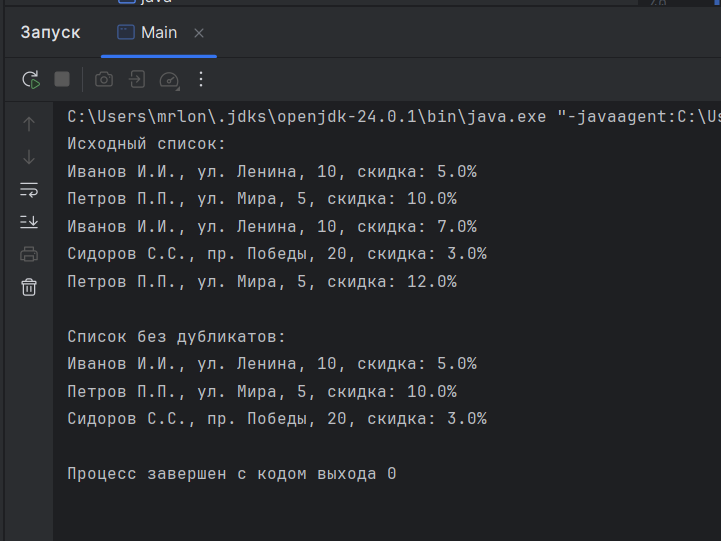 java
Запуск
Main
C:\Users\mrlon\.jdks\openjdk-24.0.1\bin\java.exe "-javaagent:C:\Us
Исходный список:
Иванов И.И., ул. Ленина, 10, скидка: 5.0%
Петров П.П., ул. Мира, 5, скидка: 10.0%
Иванов И.И., ул. Ленина, 10, скидка: 7.0%
Сидоров С.С., пр. Победы, 20, скидка: 3.0%
Петров П.П., ул. Мира, 5, скидка: 12.0%
Список без дубликатов:
Иванов И.И., ул. Ленина, 10, скидка: 5.0%
Петров П.П., ул. Мира, 5, скидка: 10.0%
Сидоров С.С., пр. Победы, 20, скидка: 3.0%
Процесс завершен с кодом выхода 0